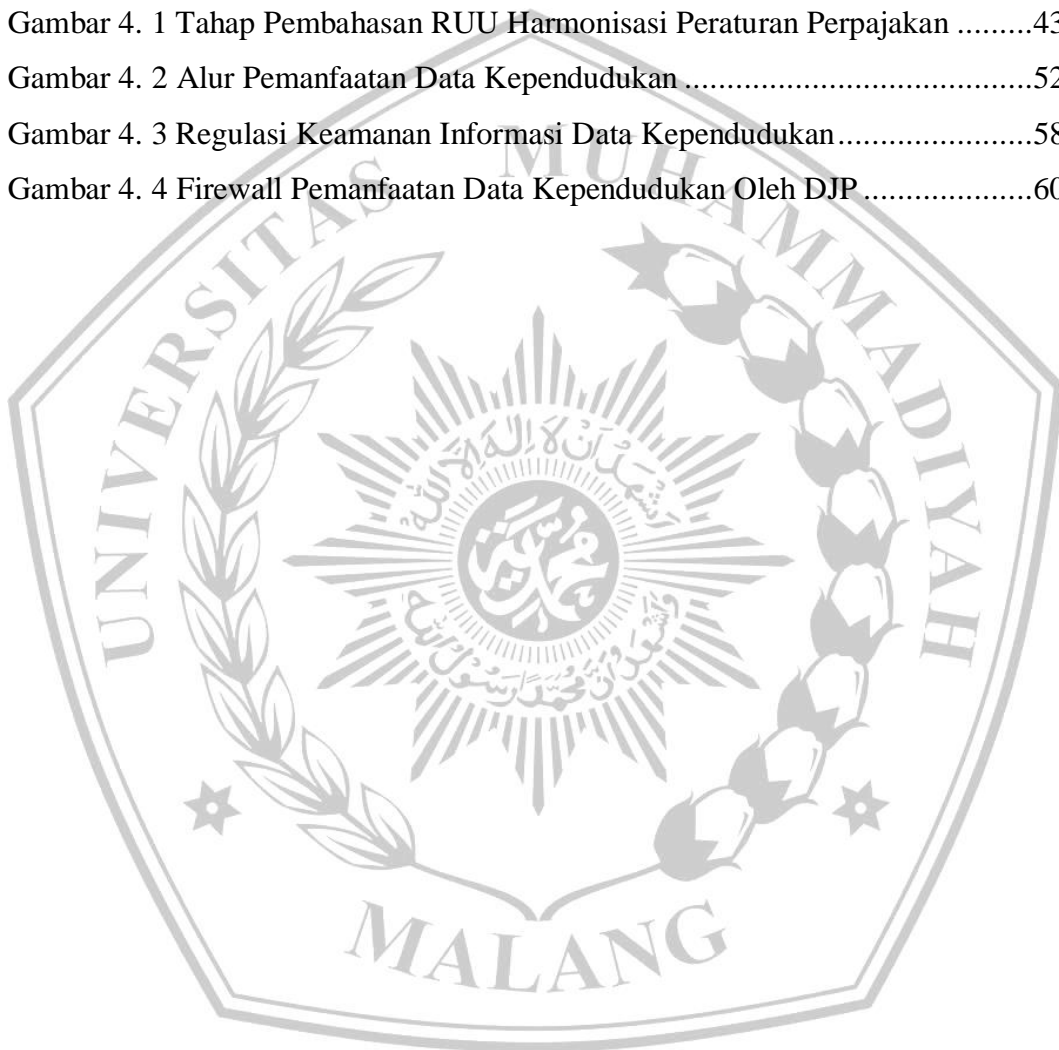 Gambar 4. 1 Tahap Pembahasan RUU Harmonisasi Peraturan Perpajakan .........43
Gambar 4. 2 Alur Pemanfaatan Data Kependudukan .........................................52
Gambar 4. 3 Regulasi Keamanan Informasi Data Kependudukan.......................58
Gambar 4. 4 Firewall Pemanfaatan Data Kependudukan Oleh DJP ...................60
UNIVERSITAS MUHAMMADIYAH
MALANG